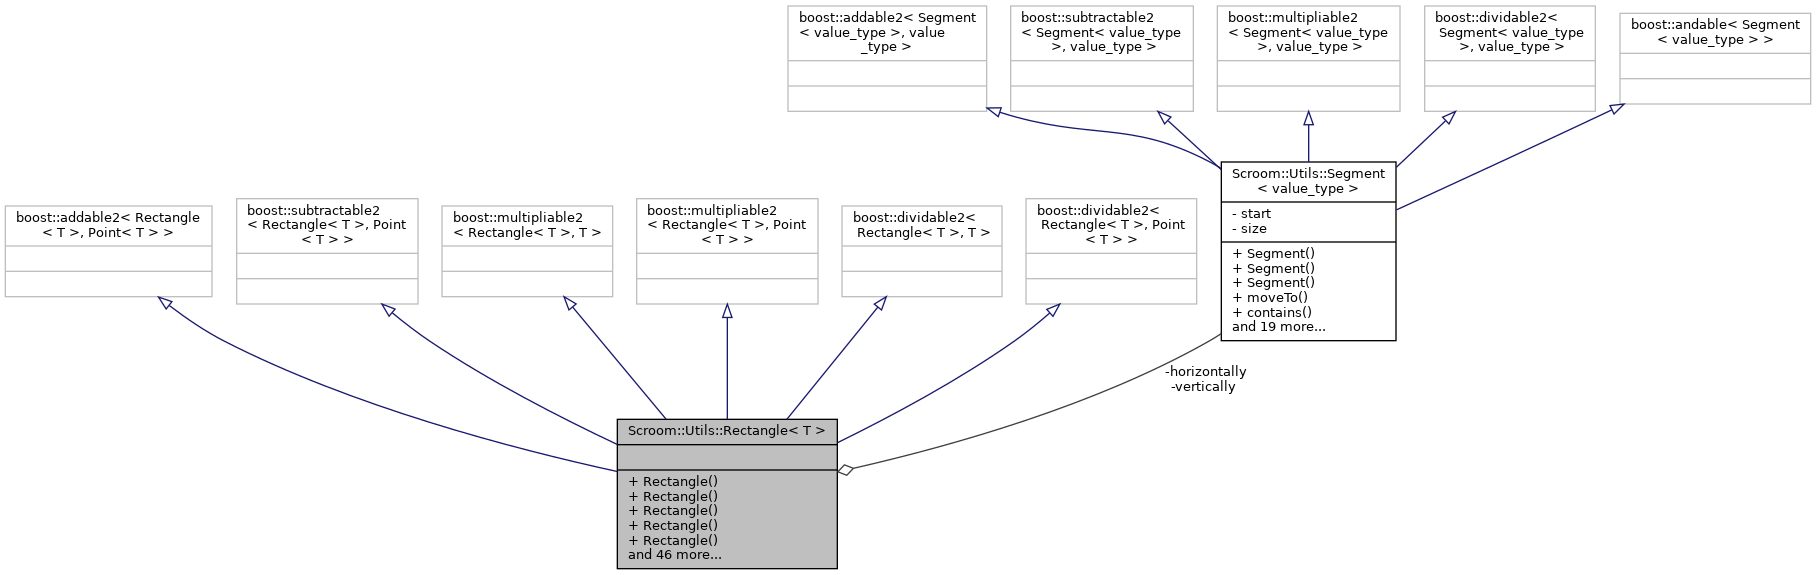 boost::addable2< Segment
< value_type >, value
_type >
boost::subtractable2
< Segment< value_type
>, value_type >
boost::multipliable2
< Segment< value_type
>, value_type >
boost::dividable2<
Segment< value_type
>, value_type >
boost::andable< Segment
< value_type > >
Scroom::Utils::Segment
< value_type >
- start
- size
+ Segment()
+ Segment()
+ Segment()
+ moveTo()
+ contains()
and 19 more...
boost::addable2< Rectangle
< T >, Point< T > >
boost::subtractable2
< Rectangle< T >, Point
< T > >
boost::multipliable2
< Rectangle< T >, T >
boost::multipliable2
< Rectangle< T >, Point
< T > >
boost::dividable2<
Rectangle< T >, T >
boost::dividable2<
Rectangle< T >, Point
< T > >
-horizontally
-vertically
Scroom::Utils::Rectangle< T >
+ Rectangle()
+ Rectangle()
+ Rectangle()
+ Rectangle()
+ Rectangle()
and 46 more...